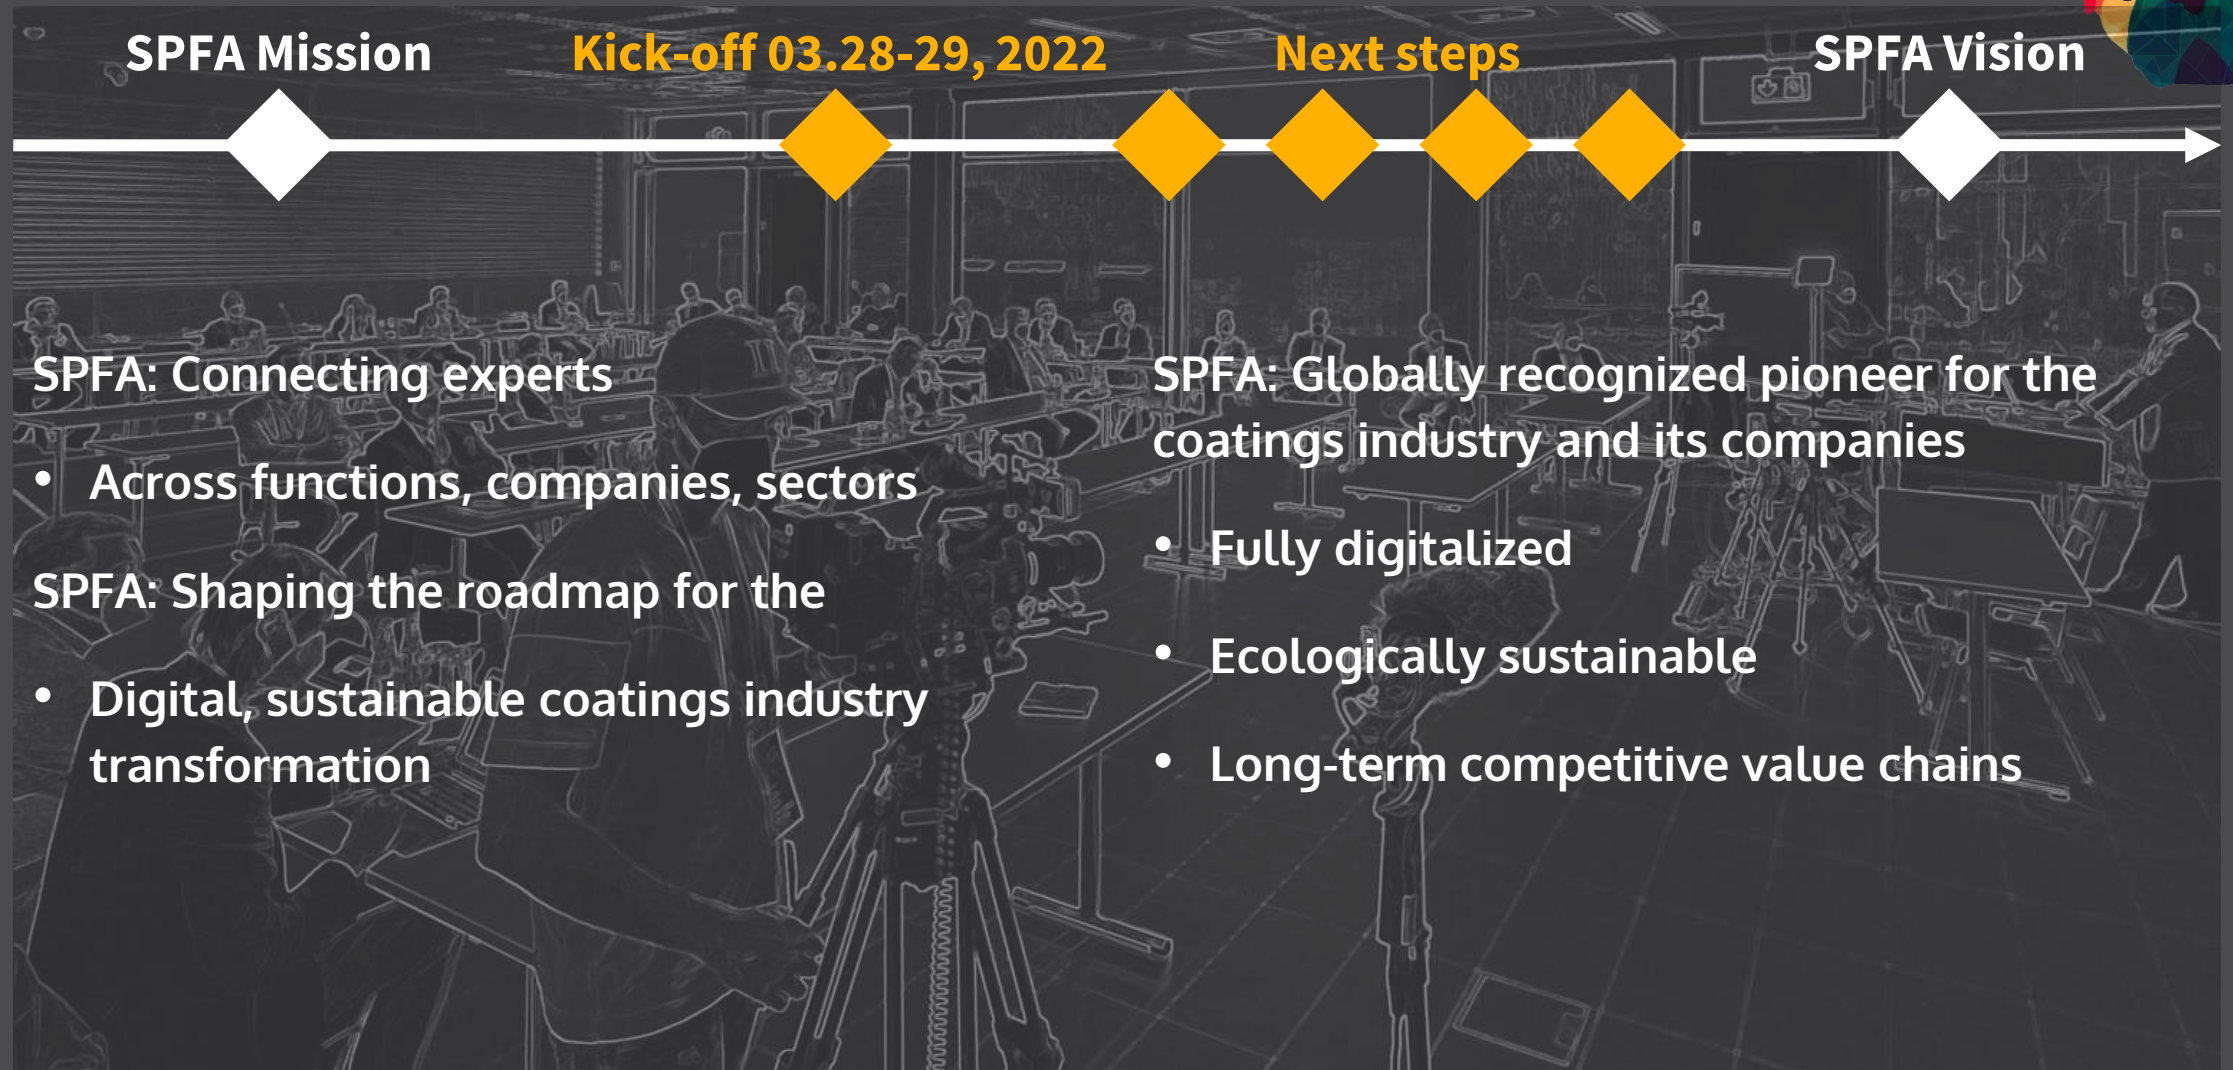 SPFA Mission
Kick-off 03.28-29, 2022
Next steps
SPFA Vision
SPFA: Connecting experts
• Across functions, companies, sectors
SPFA: Shaping the roadmap for the
• Digital, sustainable coatings industry
transformation
SPFA: Globally recognized pioneer for the
coatings industry and its companies
• Fully digitalized
• Ecologically sustainable
• Long-term competitive value chains